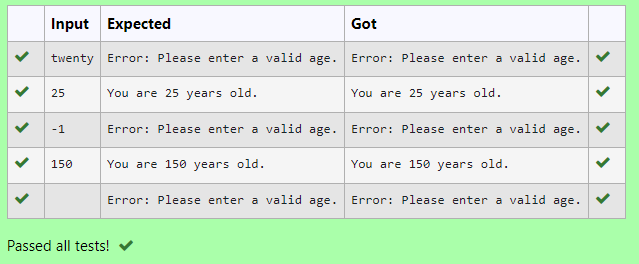 Input Expected Got
twenty Error: Please enter a valid age. Error: Please enter a valid age.
25 You are 25 years old. You are 25 years old.
-1 Error: Please enter a valid age. Error: Please enter a valid age.
150 You are 150 years old. You are 150 years old.
Error: Please enter a valid age. Error: Please enter a valid age.
Passed all tests!